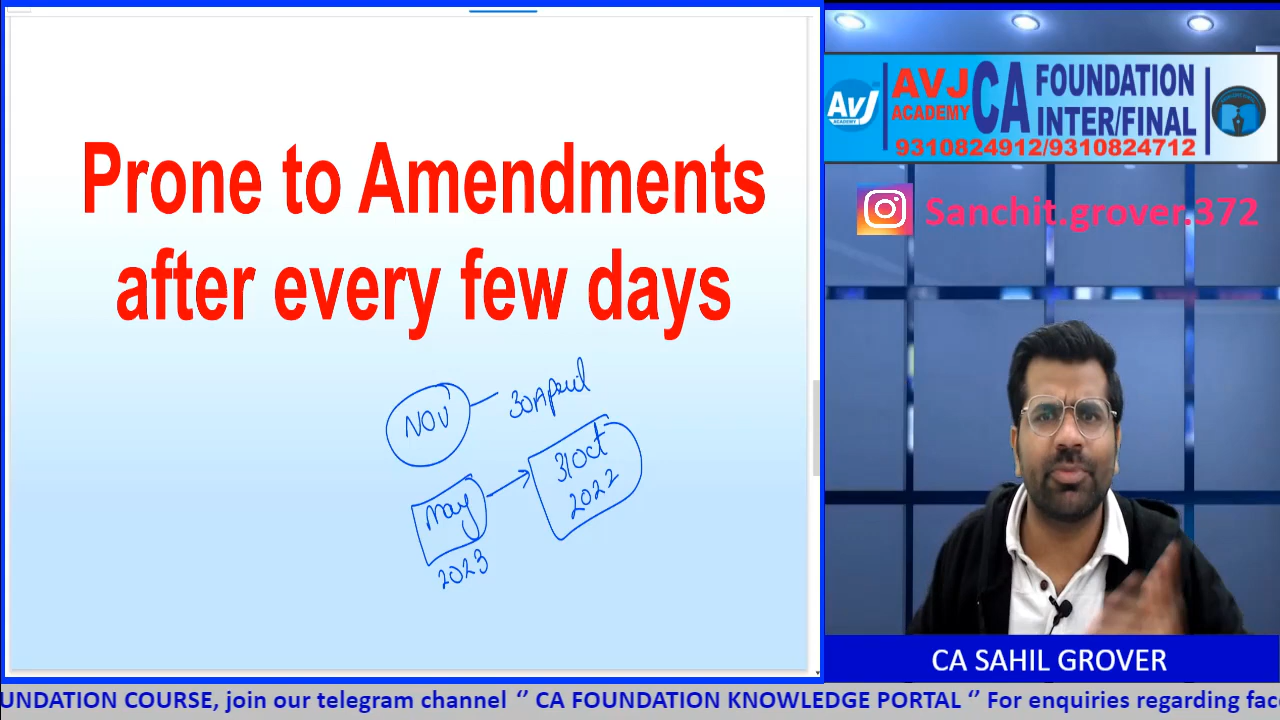 Prone to Amendments
after every few days
NOV
30 April
May
2023
31 Oct
2022
AVJ
ACADEMY
AVJ
ACADEMY
CA
FOUNDATION
INTER/FINAL
9310824912/9310824712
Sanchit.grover.372
CA SAHIL GROVER
UNDATION COURSE, join our telegram channel ‘’ CA FOUNDATION KNOWLEDGE PORTAL ‘’ For enquiries regarding fac